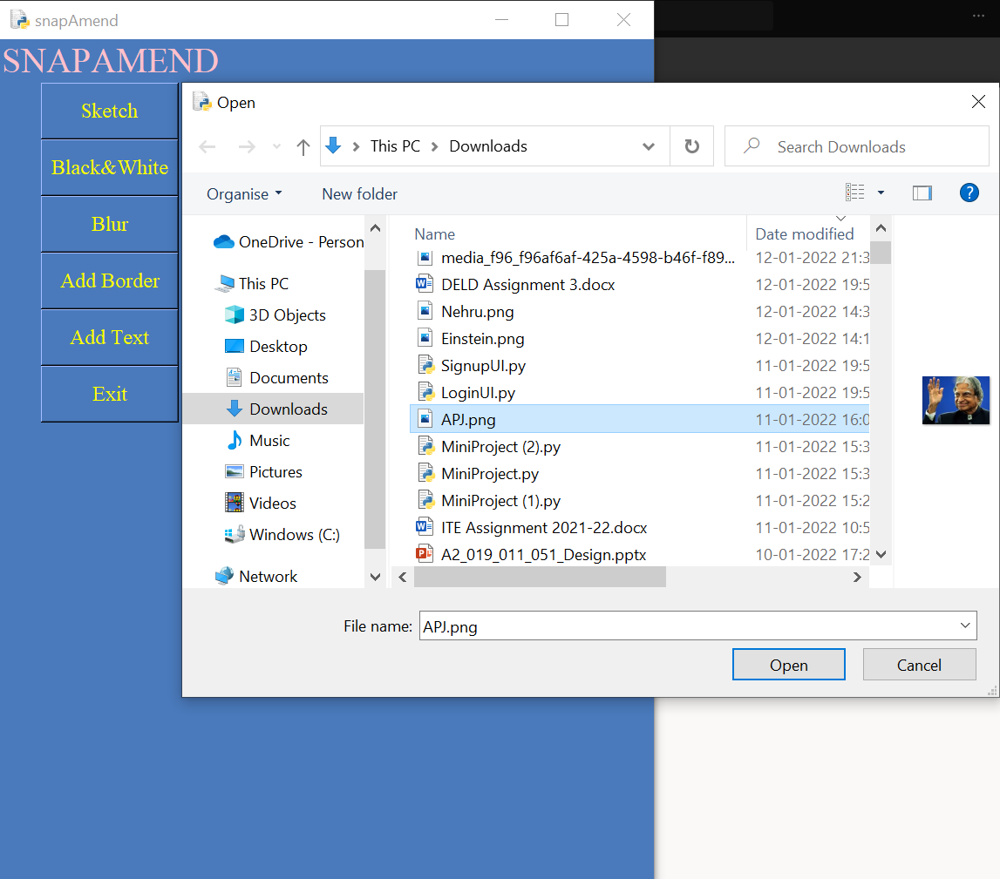 snapAmend
SNAPAMEND
Sketch
Black&White
Blur
Add Border
Add Text
Exit
Open
This PC > Downloads
Search Downloads
Organise
New folder
?
OneDrive - Person
This PC
3D Objects
Desktop
Documents
Downloads
Music
Pictures
Videos
Windows (C:)
Network
Name Date modified
media_f96_f96af6af-425a-4598-b46f-f89... 12-01-2022 21:3
DELD Assignment 3.docx 12-01-2022 19:5
Nehru.png 12-01-2022 14:3
Einstein.png 12-01-2022 14:1
SignupUI.py 11-01-2022 19:5
LoginUI.py 11-01-2022 19:5
APJ.png 11-01-2022 16:0
MiniProject (2).py 11-01-2022 15:3
MiniProject.py 11-01-2022 15:3
MiniProject (1).py 11-01-2022 15:2
ITE Assignment 2021-22.docx 11-01-2022 10:5
A2_019_011_051_Design.pptx 10-01-2022 17:2
File name: APJ.png
Open Cancel